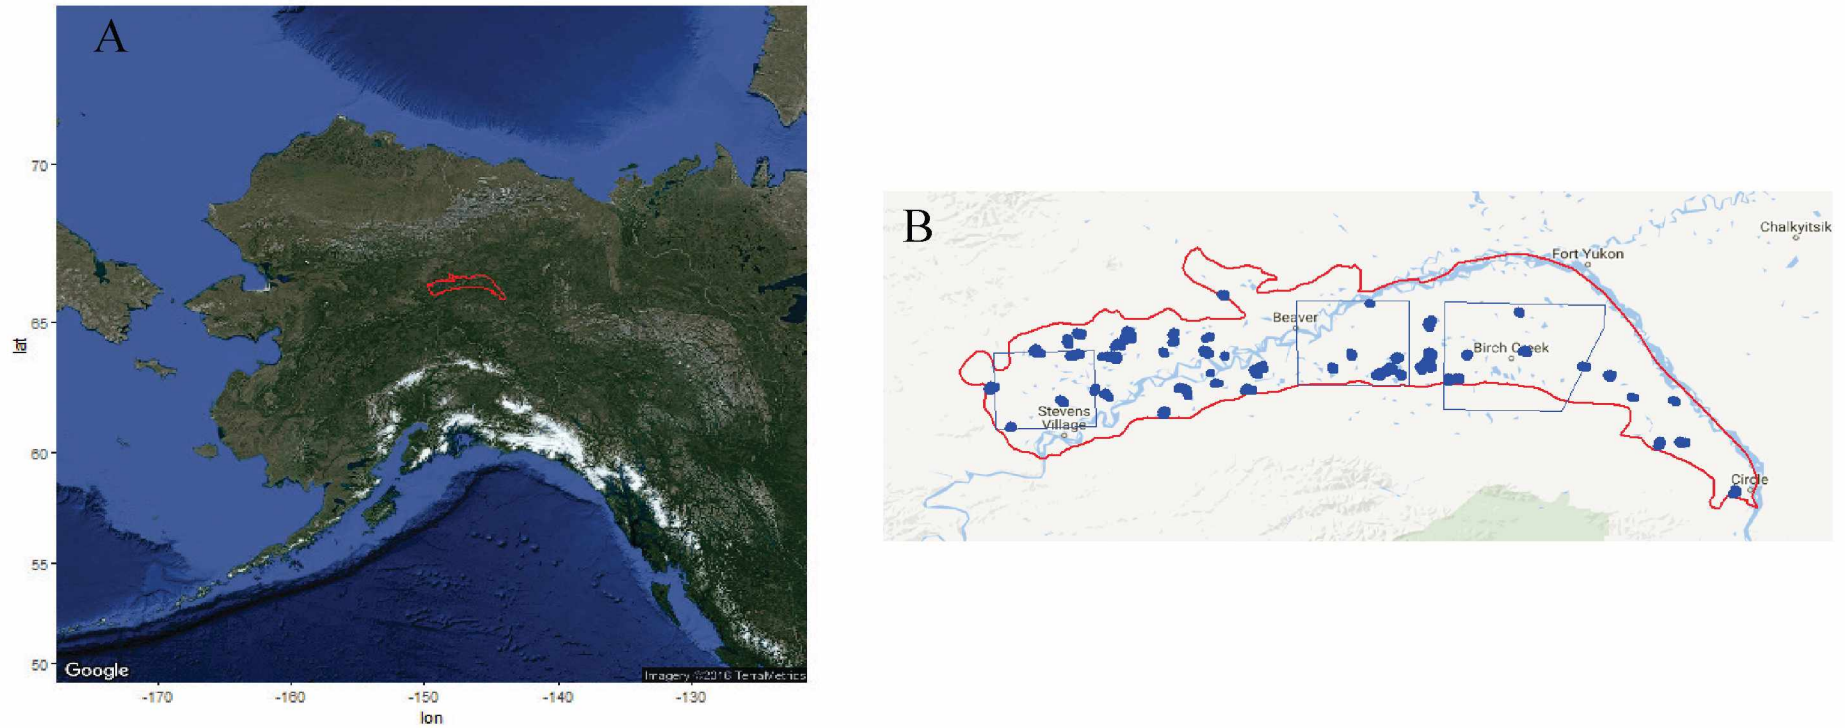 A
70
65
60
55
50
lat
Google
Imagery ©2016 TerraMetrics
-170
-160
-150
-140
-130
lon
B
Chalkyitsik
Fort Yukon
Beaver
Birch Creek
Stevens
Village
Circle